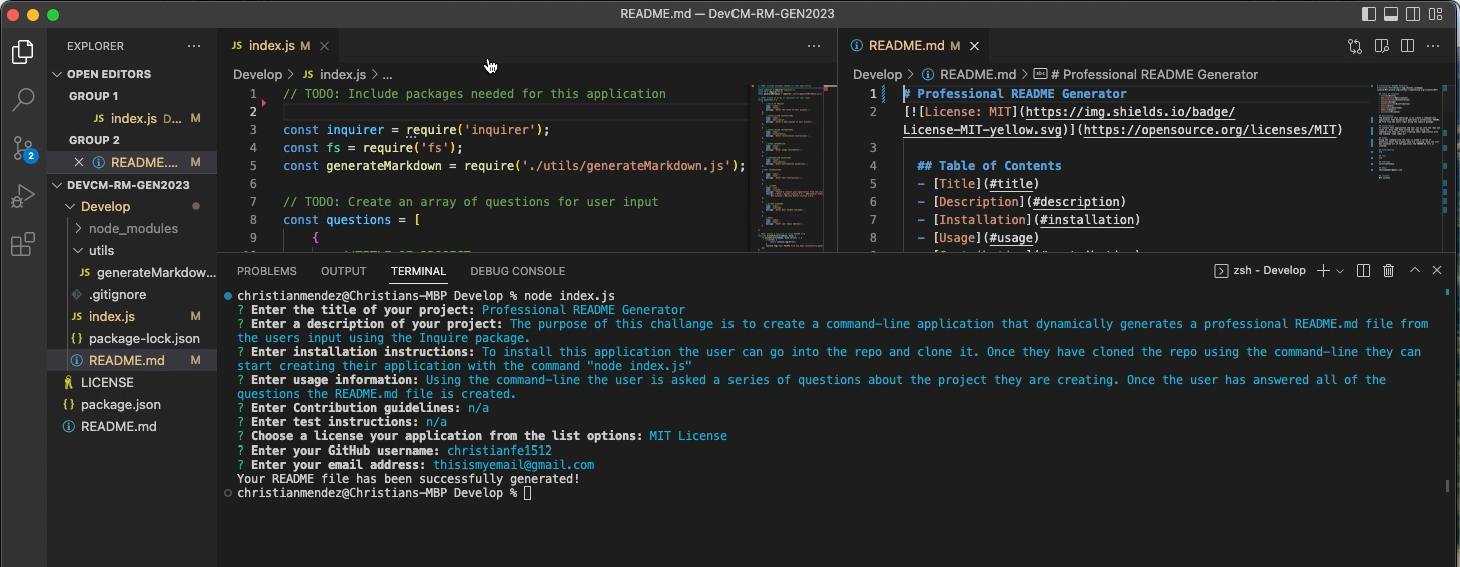 README.md — DevCM-RM-GEN2023
EXPLORER
OPEN EDITORS
GROUP 1
JS index.js D... M
GROUP 2
README.... M
DEVCM-RM-GEN2023
Develop
node_modules
utils
JS generateMarkdow...
.gitignore
JS index.js M
{} package-lock.json
README.md M
LICENSE
{} package.json
README.md
2
JS index.js M
Develop > JS index.js > ...
1 // TODO: Include packages needed for this application
2
3 const inquirer = require('inquirer');
4 const fs = require('fs');
5 const generateMarkdown = require('./utils/generateMarkdown.js');
6
7 // TODO: Create an array of questions for user input
8 const questions = [
9 {
README.md M
Develop > README.md > # Professional README Generator
1 # Professional README Generator
2 [![License: MIT](https://img.shields.io/badge/
License-MIT-yellow.svg)](https://opensource.org/licenses/MIT)
3
4 ## Table of Contents
5 - [Title](#title)
6 - [Description](#description)
7 - [Installation](#installation)
8 - [Usage](#usage)
PROBLEMS OUTPUT TERMINAL DEBUG CONSOLE
zsh - Develop
christianmendez@Christians-MBP Develop % node index.js
? Enter the title of your project: Professional README Generator
? Enter a description of your project: The purpose of this challange is to create a command-line application that dynamically generates a professional README.md file from
the users input using the Inquire package.
? Enter installation instructions: To install this application the user can go into the repo and clone it. Once they have cloned the repo using the command-line they can
start creating their application with the command "node index.js"
? Enter usage information: Using the command-line the user is asked a series of questions about the project they are creating. Once the user has answered all of the
questions the README.md file is created.
? Enter Contribution guidelines: n/a
? Enter test instructions: n/a
? Choose a license your application from the list options: MIT License
? Enter your GitHub username: christianfe1512
? Enter your email address: thisismyemail@gmail.com
Your README file has been successfully generated!
christianmendez@Christians-MBP Develop %